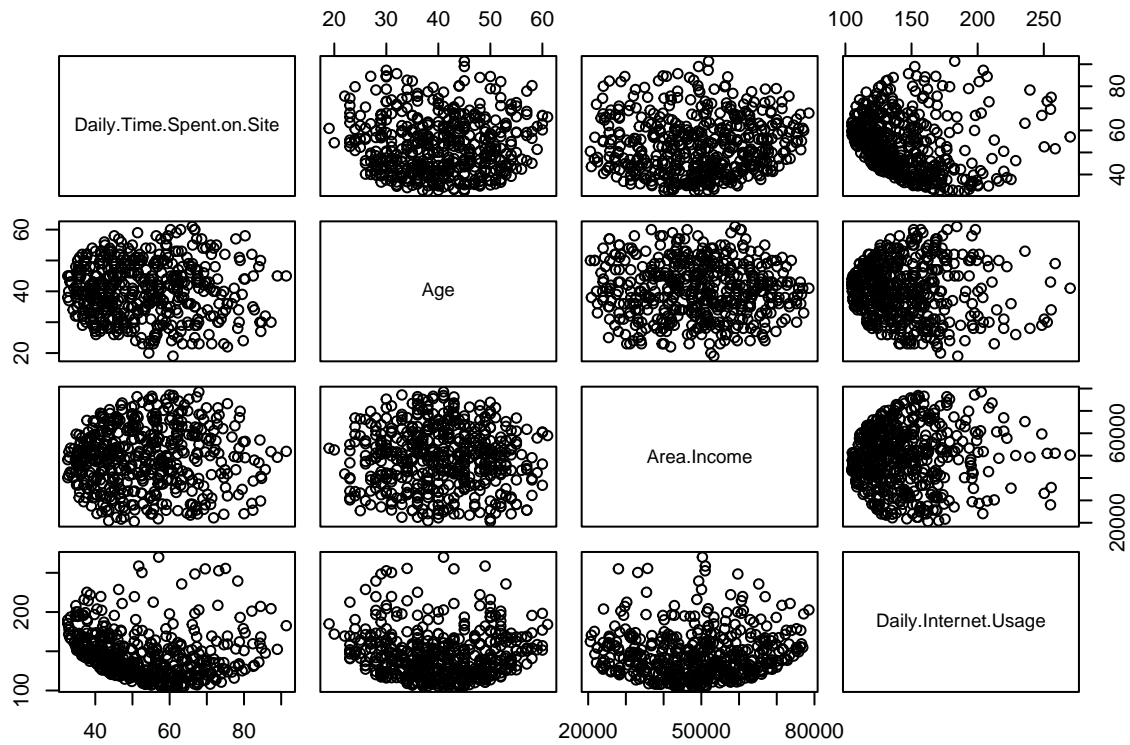 20 30 40 50 60
100 150 200 250
Daily.Time.Spent.on.Site
40 60 80
20 40 60
Age
Area.Income
20000 60000
100 200
Daily.Internet.Usage
40 60 80
20000 50000 80000